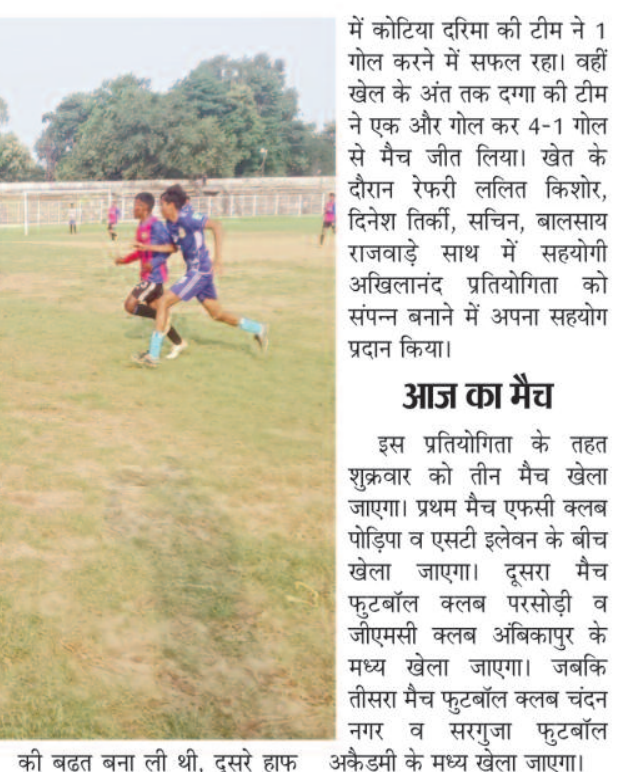 की बढत बना ली थी, दूसरे हाफ
में कोटिया दरिमा की टीम ने 1
गोल करने में सफल रहा। वहीं
खेल के अंत तक दग्गा की टीम
ने एक और गोल कर 4-1 गोल
से मैच जीत लिया। खेत के
दौरान रेफरी ललित किशोर,
दिनेश तिर्की, सचिन, बालसाय
राजवाड़े साथ में सहयोगी
अखिलानंद प्रतियोगिता को
संपन्न बनाने में अपना सहयोग
प्रदान किया।
आज का मैच
इस प्रतियोगिता के तहत
शुक्रवार को तीन मैच खेला
जाएगा। प्रथम मैच एफसी क्लब
पोड़िपा व एसटी इलेवन के बीच
खेला जाएगा। दूसरा मैच
फुटबॉल क्लब परसोड़ी व
जीएमसी क्लब अंबिकापुर के
मध्य खेला जाएगा। जबकि
तीसरा मैच फुटबॉल क्लब चंदन
नगर व सरगुजा फुटबॉल
अकैडमी के मध्य खेला जाएगा।